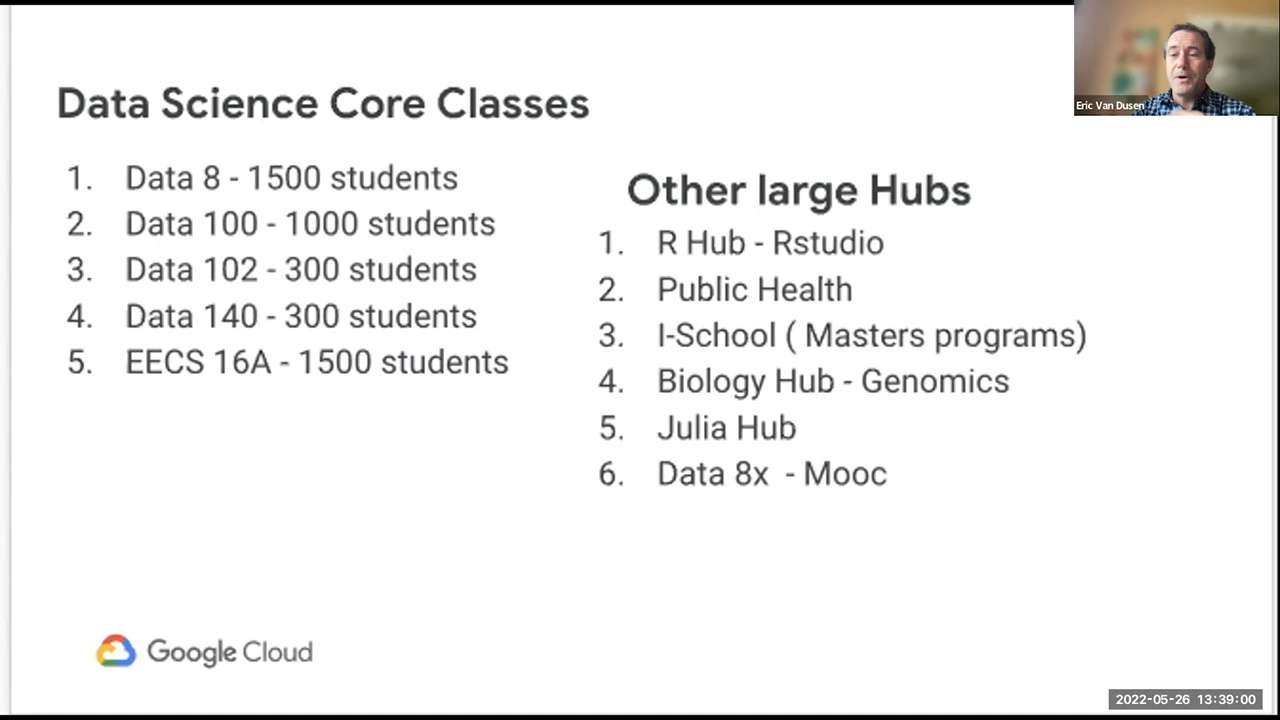 Data Science Core Classes
1. Data 8 - 1500 students
2. Data 100 - 1000 students
3. Data 102 - 300 students
4. Data 140 - 300 students
5. EECS 16A - 1500 students
Other large Hubs
1. R Hub - Rstudio
2. Public Health
3. I-School ( Masters programs)
4. Biology Hub - Genomics
5. Julia Hub
6. Data 8x - Mooc
Google Cloud
Eric Van Dusen
2022-05-26 13:39:00